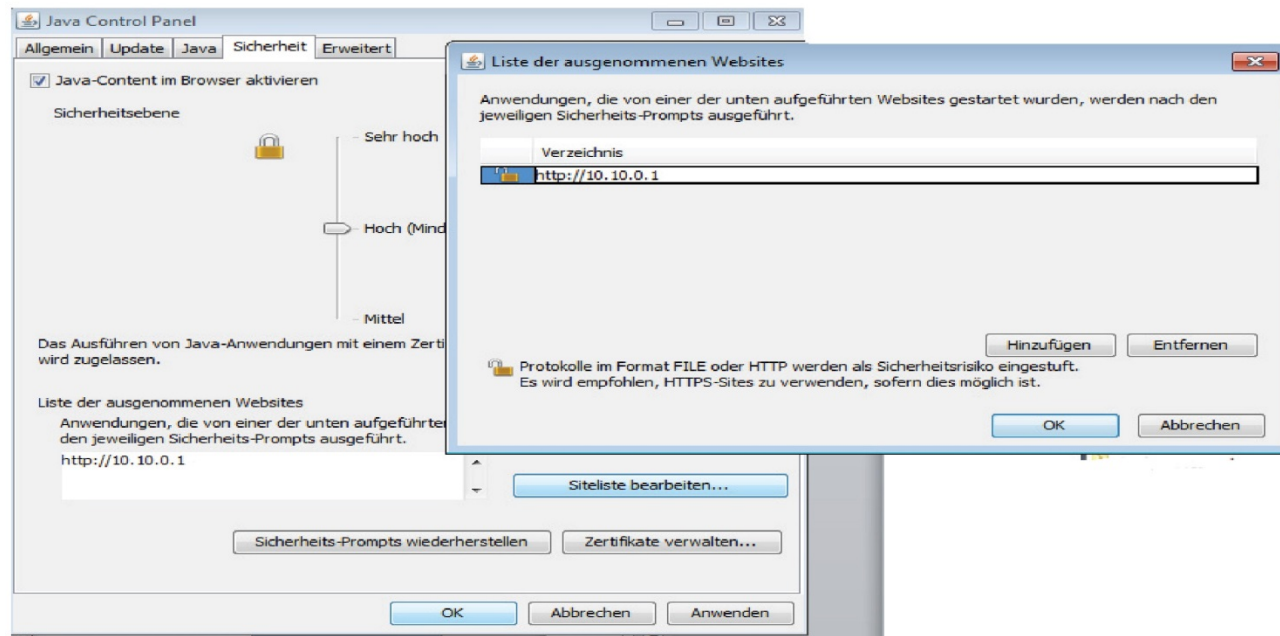 Java Control Panel
Allgemein Update Java Sicherheit Erweitert
Java-Content im Browser aktivieren
Sicherheitsebene
Sehr hoch
Hoch (Mind
Mittel
Das Ausführen von Java-Anwendungen mit einem Zerti
wird zugelassen.
Liste der ausgenommenen Websites
Anwendungen, die von einer der unten aufgeführte
den jeweiligen Sicherheits-Prompts ausgeführt.
http://10.10.0.1
Siteliste bearbeiten...
Sicherheits-Prompts wiederherstellen Zertifikate verwalten...
OK Abbrechen Anwenden
Liste der ausgenommenen Websites
Anwendungen, die von einer der unten aufgeführten Websites gestartet wurden, werden nach den
jeweiligen Sicherheits-Prompts ausgeführt.
Verzeichnis
http://10.10.0.1
Hinzufügen Entfernen
Protokolle im Format FILE oder HTTP werden als Sicherheitsrisiko eingestuft.
Es wird empfohlen, HTTPS-Sites zu verwenden, sofern dies möglich ist.
OK Abbrechen